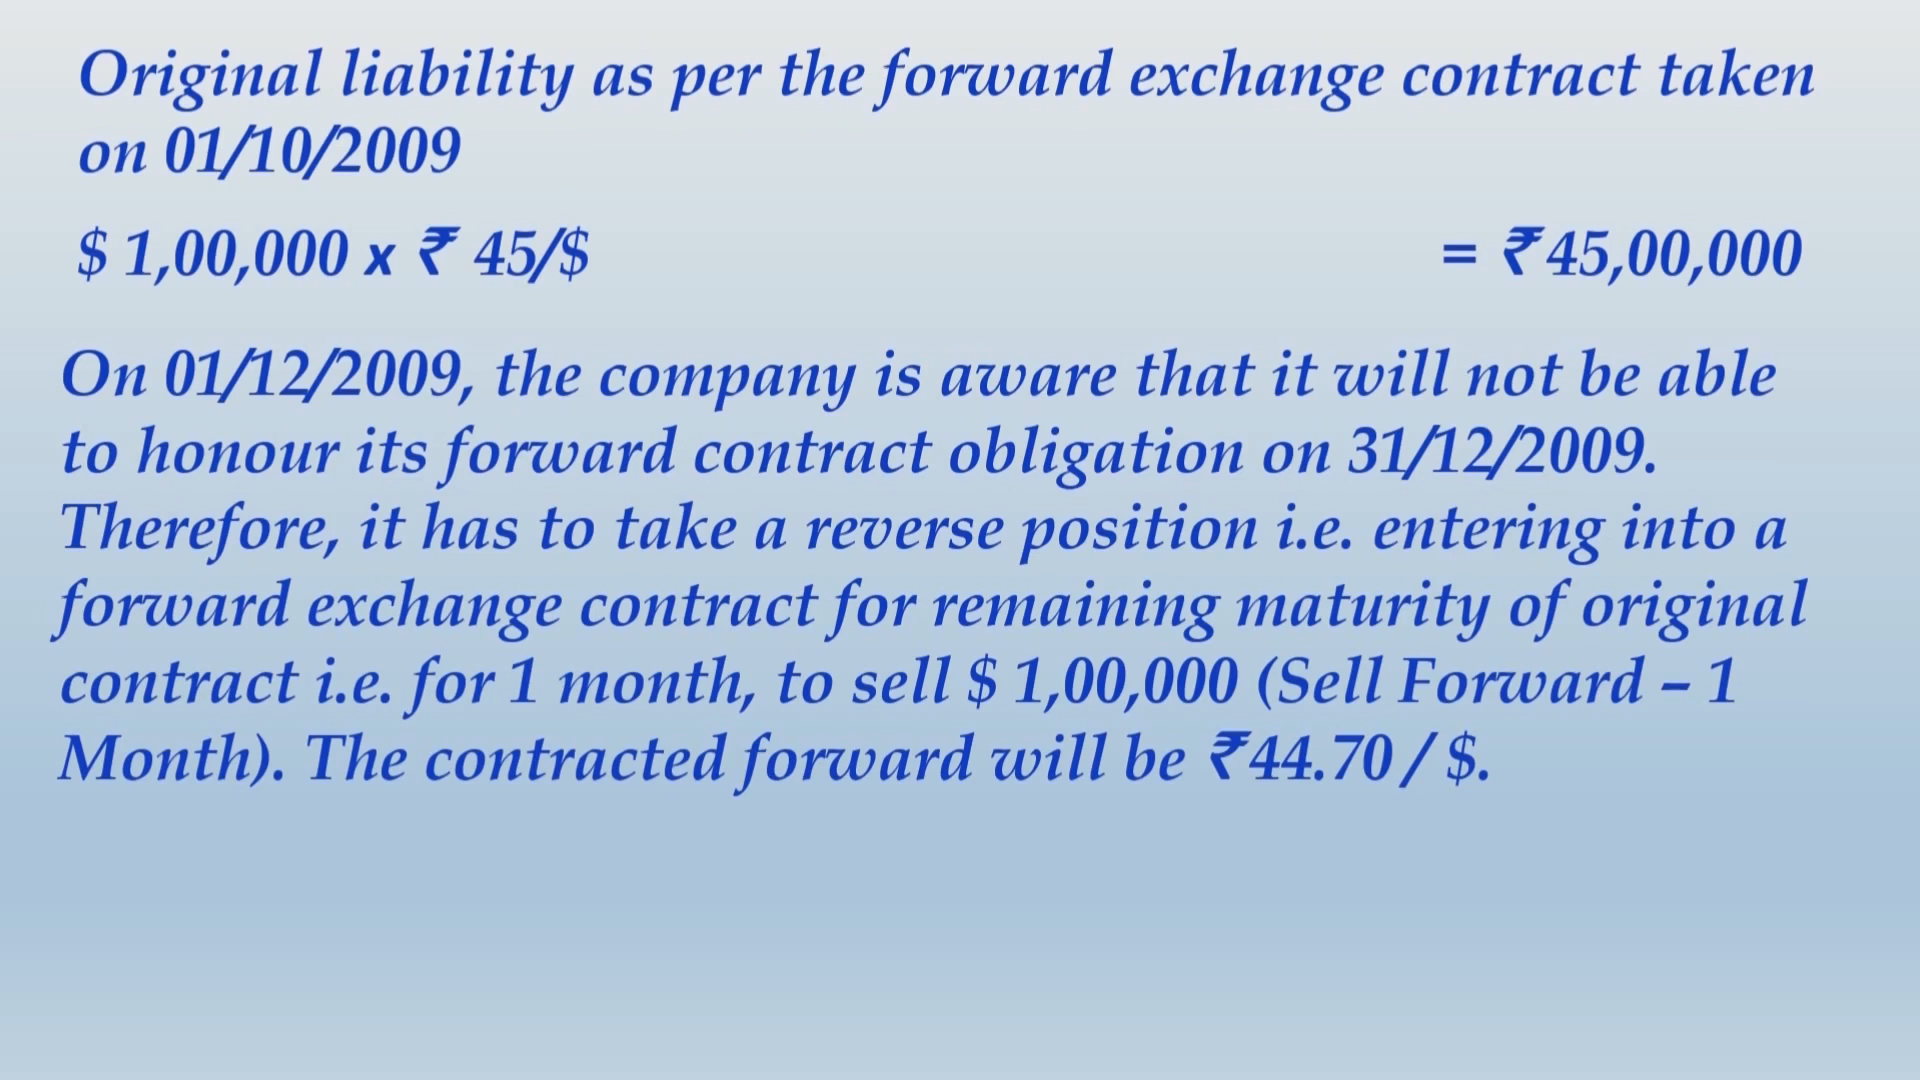 Original liability as per the forward exchange contract taken
on 01/10/2009
$ 1,00,000 x ₹ 45/$ = ₹ 45,00,000
On 01/12/2009, the company is aware that it will not be able
to honour its forward contract obligation on 31/12/2009.
Therefore, it has to take a reverse position i.e. entering into a
forward exchange contract for remaining maturity of original
contract i.e. for 1 month, to sell $ 1,00,000 (Sell Forward – 1
Month). The contracted forward will be ₹ 44.70 / $.